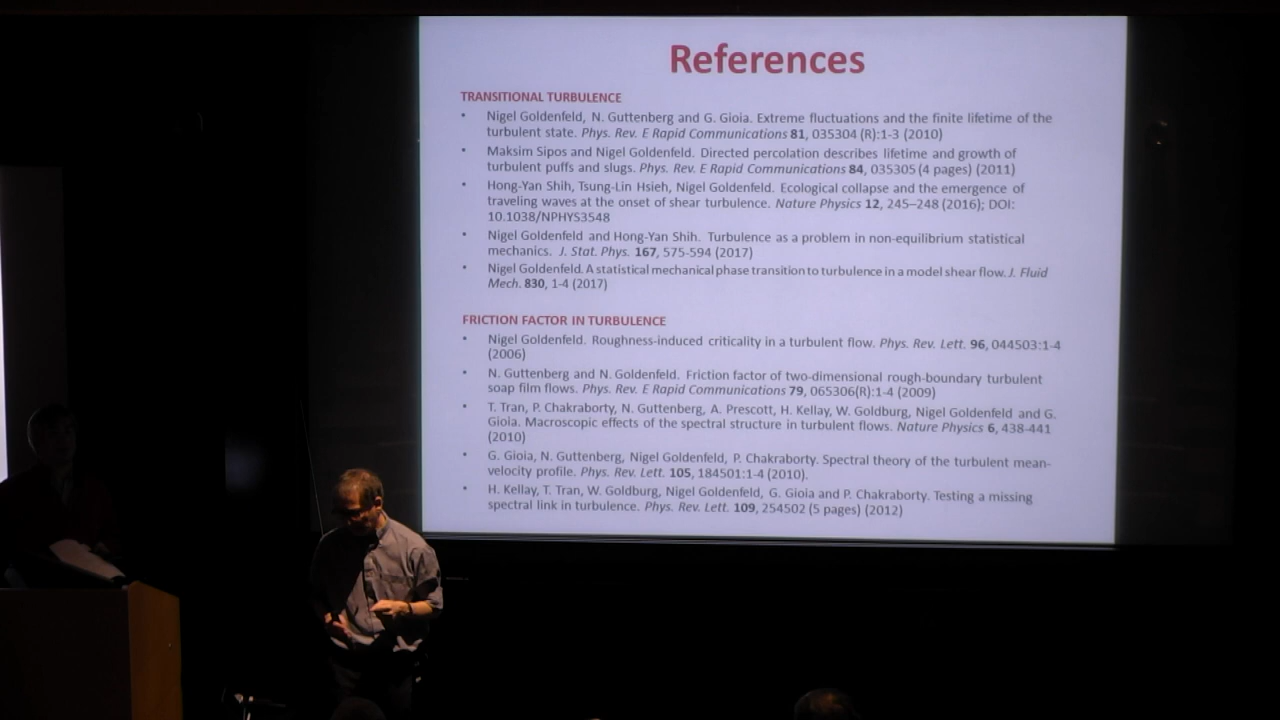 References
TRANSITIONAL TURBULENCE
• Nigel Goldenfeld, N. Guttenberg and G. Gioia. Extreme fluctuations and the finite lifetime of the
turbulent state. Phys. Rev. E Rapid Communications 81, 035304 (R):1-3 (2010)
• Maksim Sipos and Nigel Goldenfeld. Directed percolation describes lifetime and growth of
turbulent puffs and slugs. Phys. Rev. E Rapid Communications 84, 035305 (4 pages) (2011)
• Hong-Yan Shih, Tsung-Lin Hsieh, Nigel Goldenfeld. Ecological collapse and the emergence of
traveling waves at the onset of shear turbulence. Nature Physics 12, 245–248 (2016); DOI:
10.1038/NPHYS3548
• Nigel Goldenfeld and Hong-Yan Shih. Turbulence as a problem in non-equilibrium statistical
mechanics. J. Stat. Phys. 167, 575-594 (2017)
• Nigel Goldenfeld. A statistical mechanical phase transition to turbulence in a model shear flow. J. Fluid
Mech. 830, 1-4 (2017)
FRICTION FACTOR IN TURBULENCE
• Nigel Goldenfeld. Roughness-induced criticality in a turbulent flow. Phys. Rev. Lett. 96, 044503:1-4
(2006)
• N. Guttenberg and N. Goldenfeld. Friction factor of two-dimensional rough-boundary turbulent
soap film flows. Phys. Rev. E Rapid Communications 79, 065306(R):1-4 (2009)
• T. Tran, P. Chakraborty, N. Guttenberg, A. Prescott, H. Kellay, W. Goldburg, Nigel Goldenfeld and G.
Gioia. Macroscopic effects of the spectral structure in turbulent flows. Nature Physics 6, 438-441
(2010)
• G. Gioia, N. Guttenberg, Nigel Goldenfeld, P. Chakraborty. Spectral theory of the turbulent mean-
velocity profile. Phys. Rev. Lett. 105, 184501:1-4 (2010).
• H. Kellay, T. Tran, W. Goldburg, Nigel Goldenfeld, G. Gioia and P. Chakraborty. Testing a missing
spectral link in turbulence. Phys. Rev. Lett. 109, 254502 (5 pages) (2012)